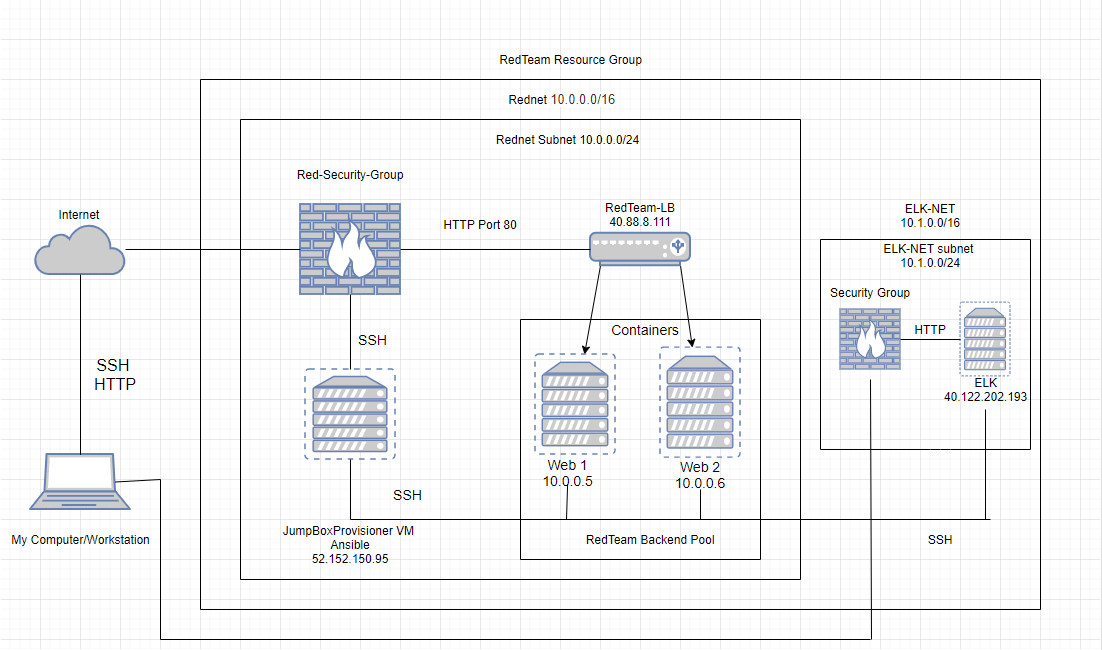 RedTeam Resource Group
Rednet 10.0.0.0/16
Rednet Subnet 10.0.0.0/24
Red-Security-Group
Internet
HTTP Port 80
RedTeam-LB
40.88.8.111
ELK-NET
10.1.0.0/16
ELK-NET subnet
10.1.0.0/24
Security Group
HTTP
ELK
40.122.202.193
SSH
HTTP
SSH
Containers
Web 1
10.0.0.5
Web 2
10.0.0.6
SSH
My Computer/Workstation
JumpBoxProvisioner VM
Ansible
52.152.150.95
RedTeam Backend Pool
SSH